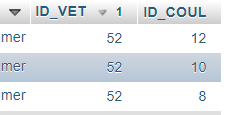 ID_VET 1 ID_COUL
mer 52 12
mer 52 10
mer 52 8